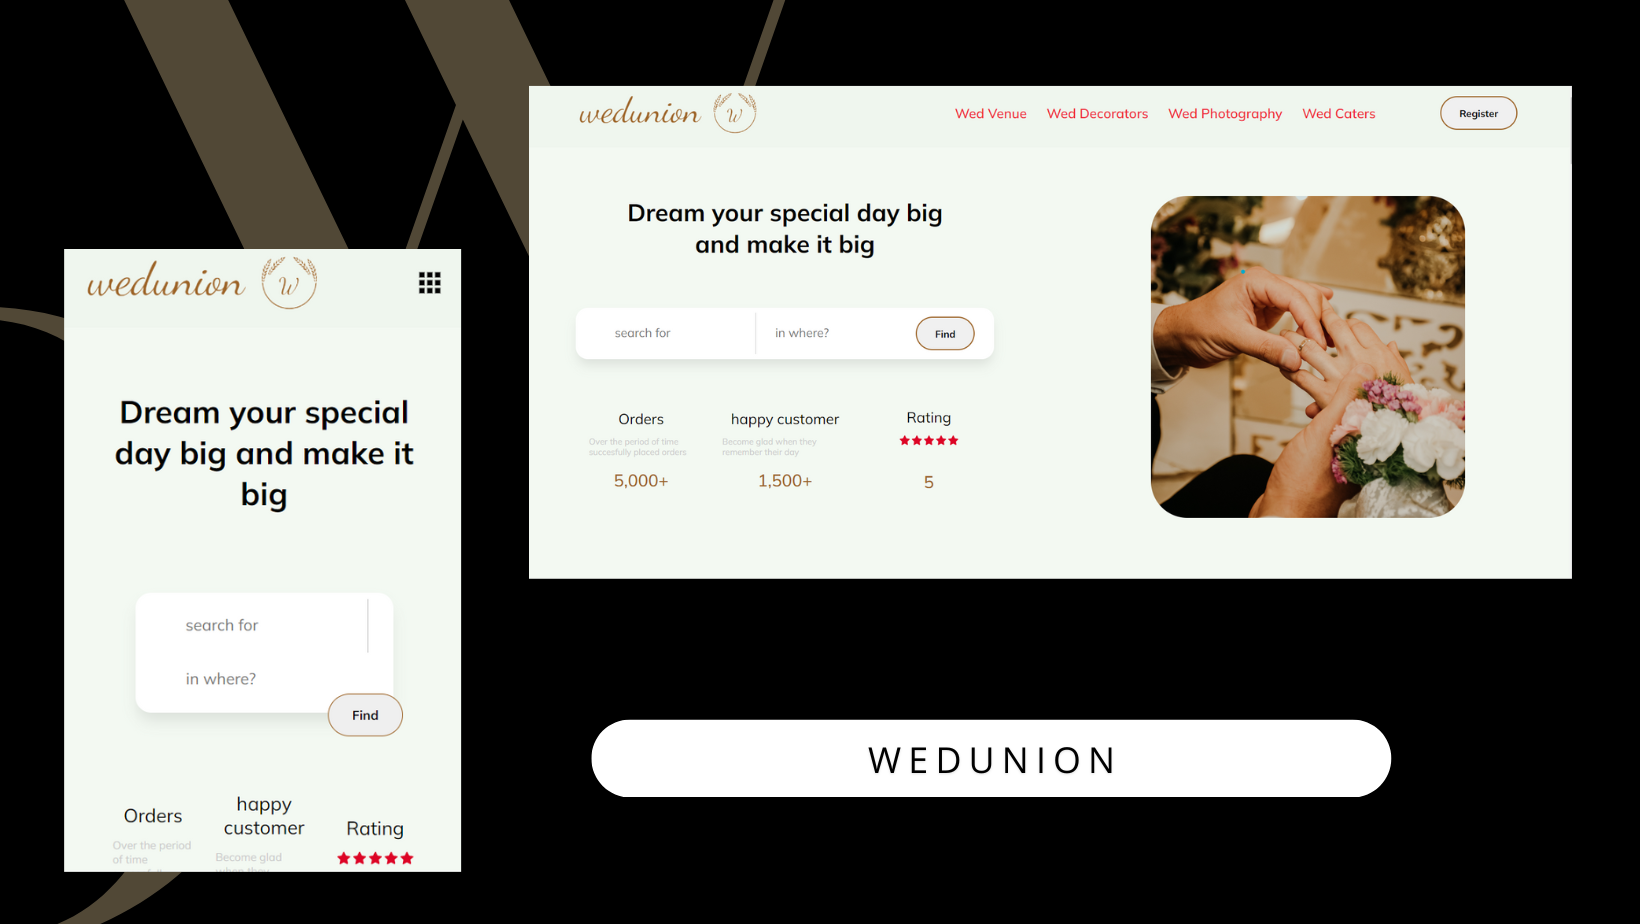 wedunion W
Wed Venue Wed Decorators Wed Photography Wed Caters Register
Dream your special day big
and make it big
search for in where? Find
Orders happy customer Rating
Over the period of time
succesfully placed orders
Become glad when they
remember their day
5,000+ 1,500+ 5
wedunion W
Dream your special
day big and make it
big
search for
in where?
Find
Orders
happy
customer
Rating
Over the period
of time
Become glad
when they
WEDUNION